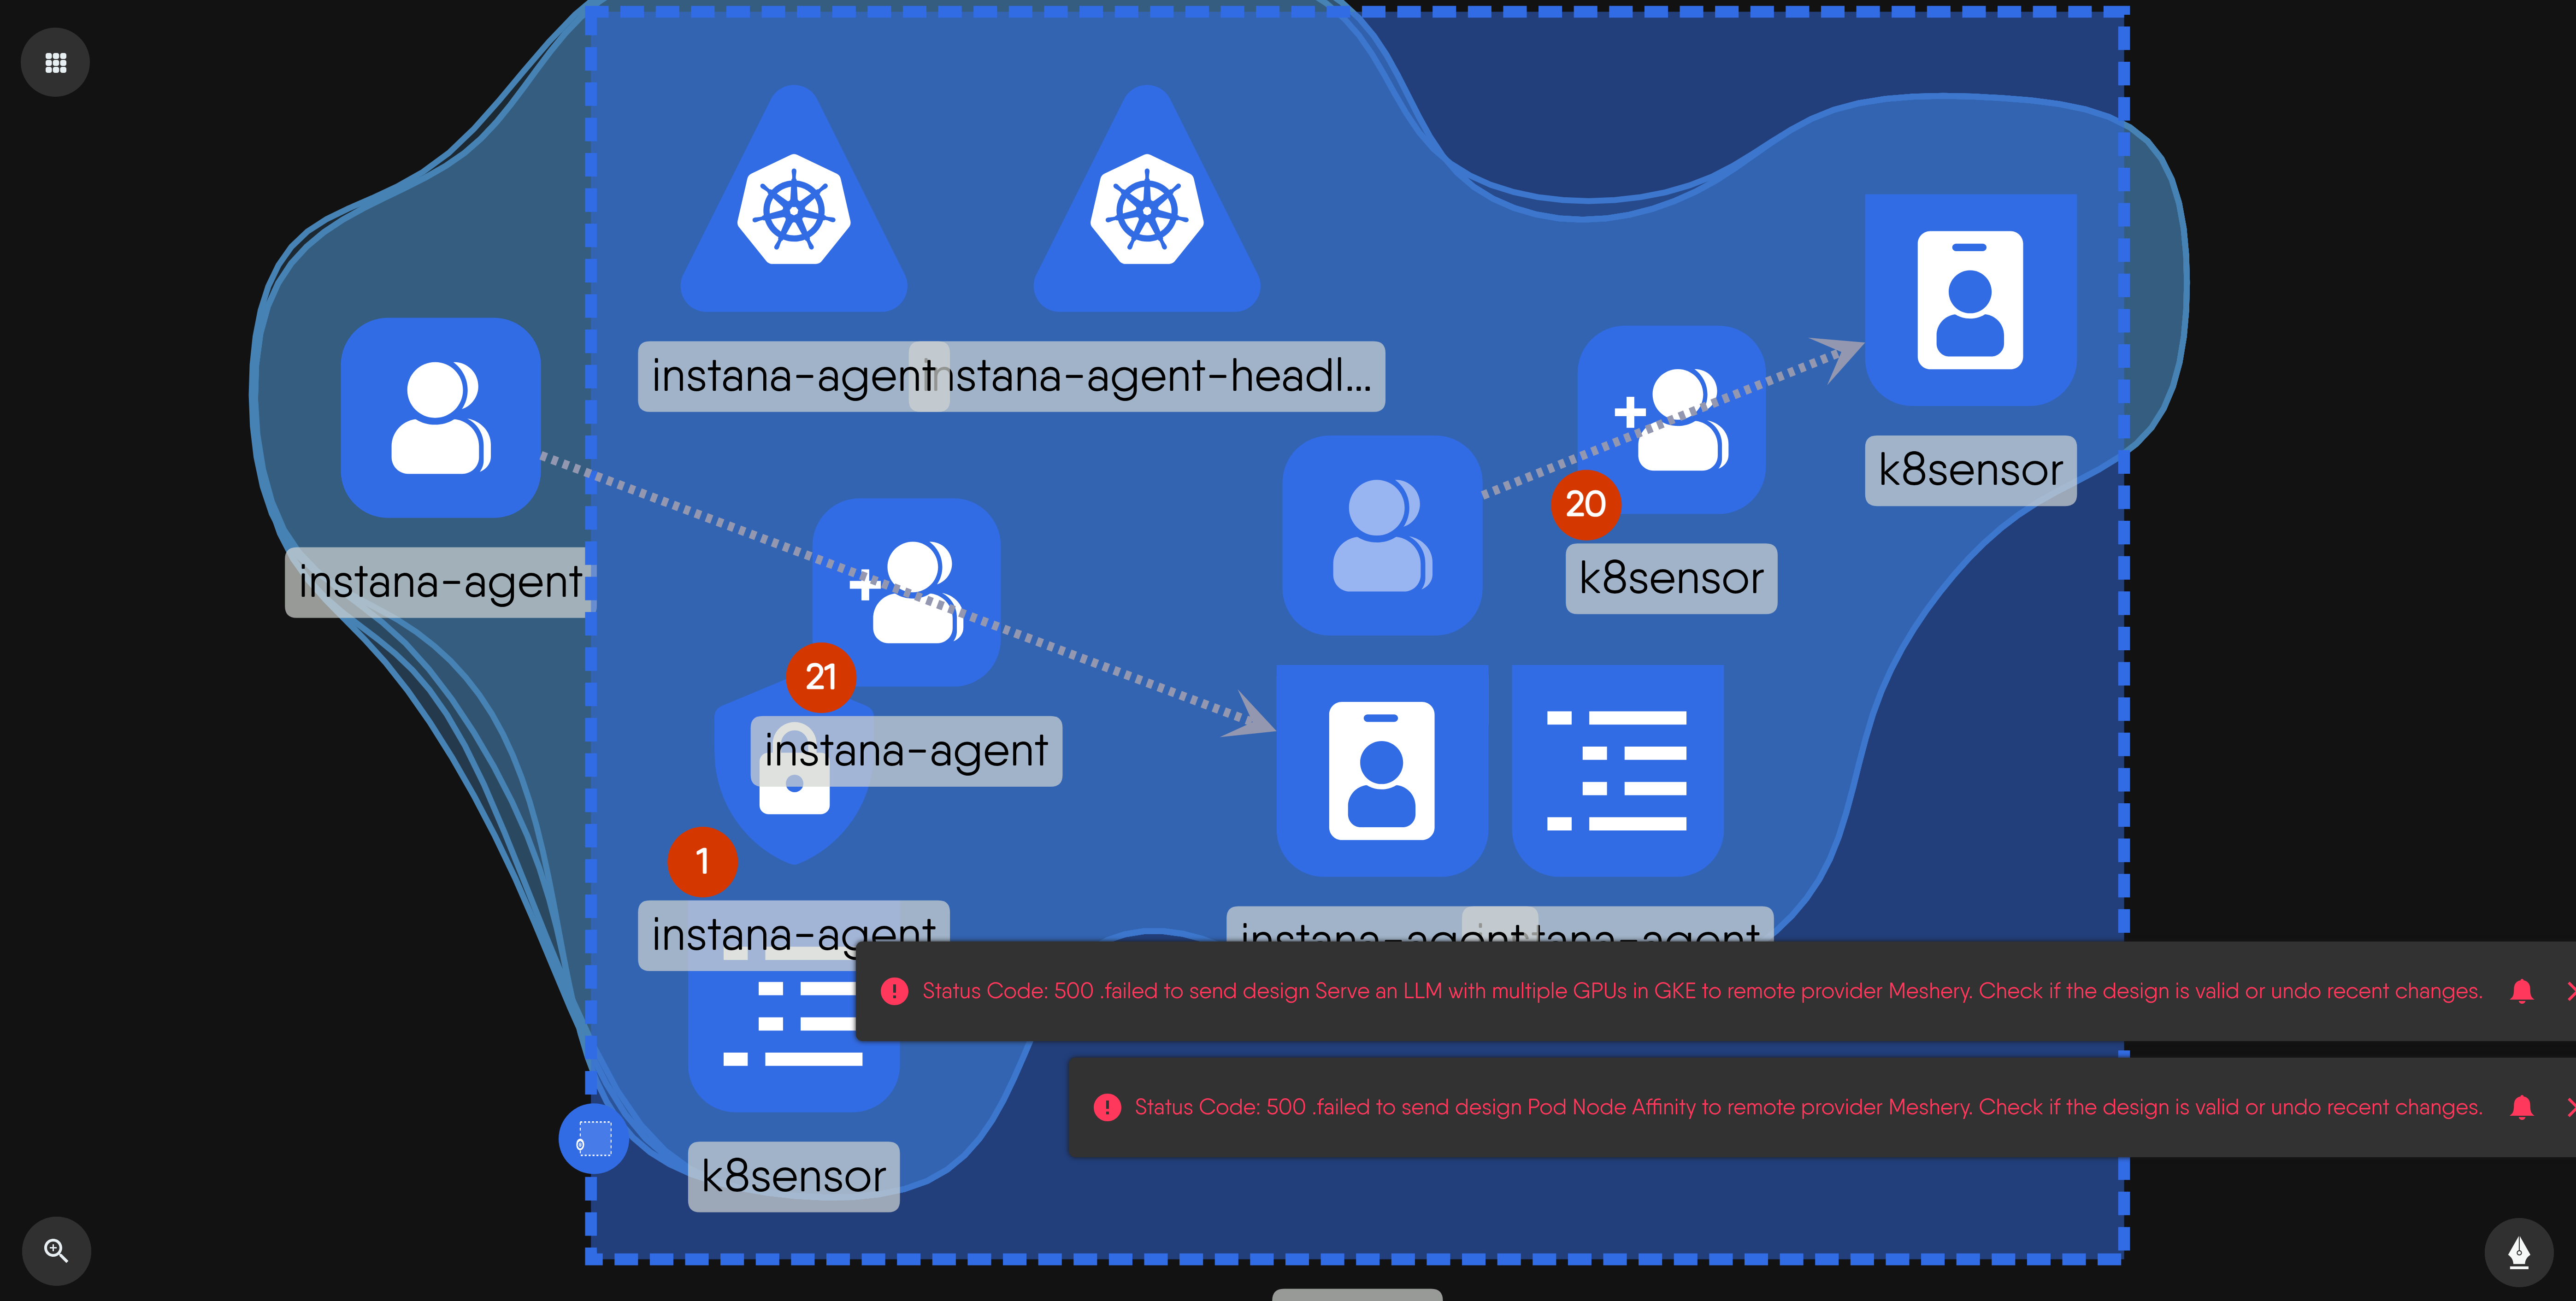 instana-agent
instana-agent-headl...
k8sensor
20
k8sensor
instana-agent
21
instana-agent
1
instana-agent
instana-agent
tana-agent
Status Code: 500 .failed to send design Serve an LLM with multiple GPUs in GKE to remote provider Meshery. Check if the design is valid or undo recent changes.
Status Code: 500 .failed to send design Pod Node Affinity to remote provider Meshery. Check if the design is valid or undo recent changes.
k8sensor